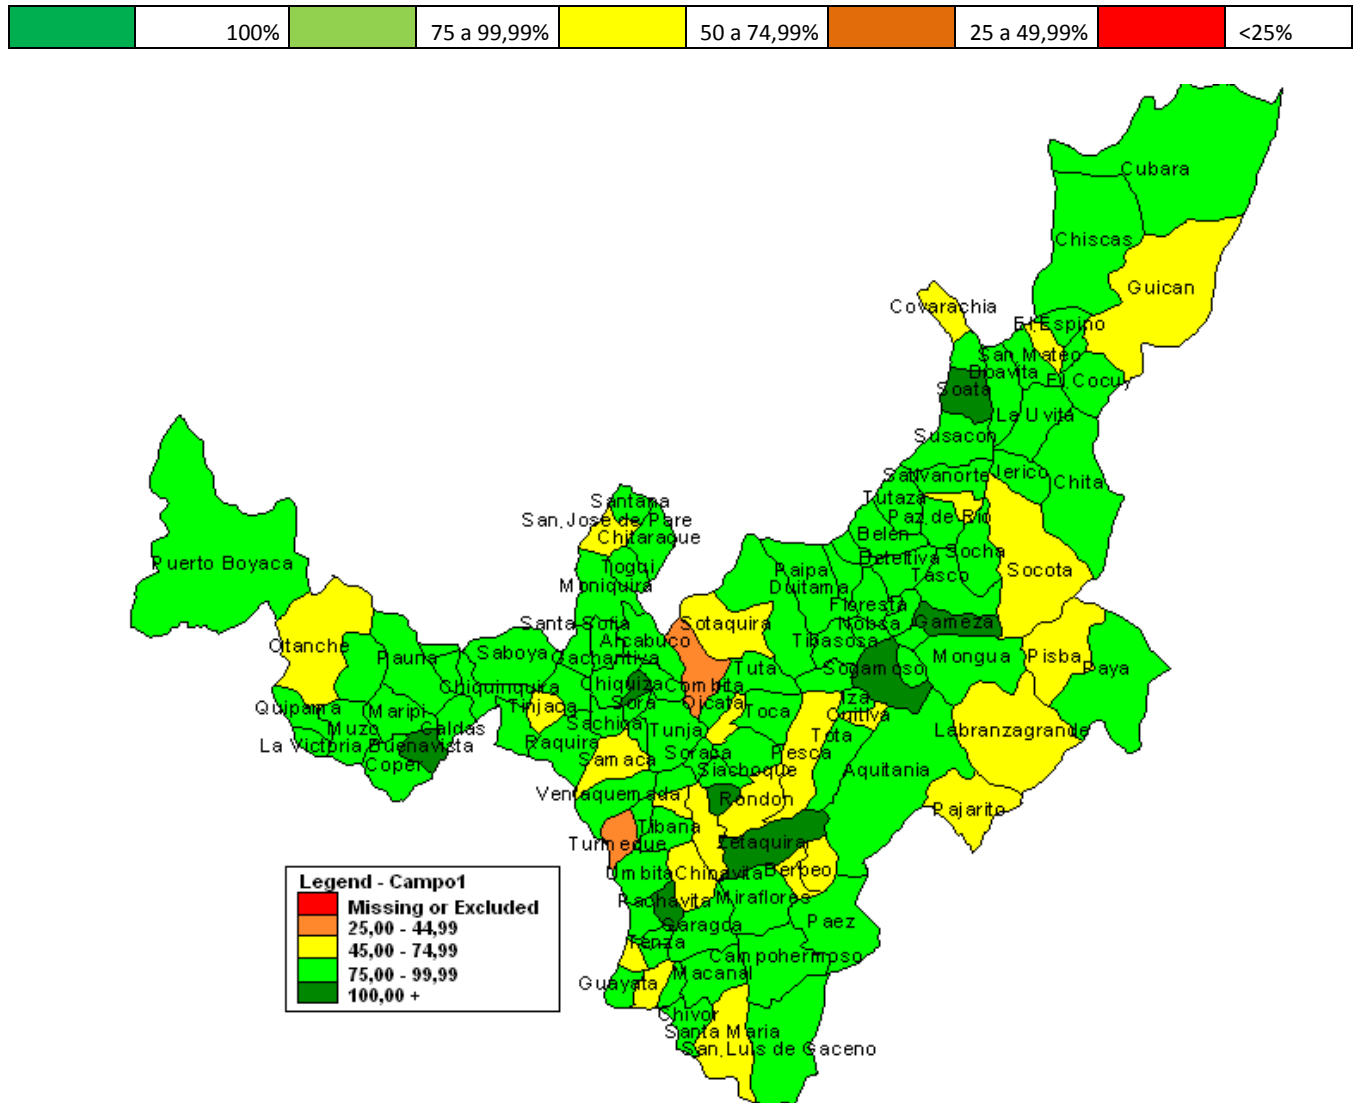 100% 75 a 99,99% 50 a 74,99% 25 a 49,99% <25%
Cubara
Chiscas
Guican
Covarachia
El Espino
San Mateo
Boavita
El Cocuy
Soata
La Uvita
Susacon
Sativanorte
Jerico
Chita
Tutaza
Santana
San Jose de Pare
Paz de Rio
Chitaraque
Belen
Socha
Beteitiva
Puerto Boyaca
Togui
Paipa
Tasco
Socota
Moniquira
Duitama
Floresta
Santa Sofia
Sotaquira
Nobsa
Gameza
Otanche
Arcabuco
Tibasosa
Saboya
Gachantiva
Pauna
Mongua
Pisba
Paya
Tuta
Sogamoso
Chiquinquira
Chiquiza
Combita
Quipama
Tinjaca
Sora
Oicata
Iza
Maripi
Toca
Cuitiva
Muzo
Caldas
Sachica
Tunja
Tota
Labranzagrande
La Victoria
Buenavista
Raquira
Soraca
Pesca
Coper
Samaca
Siachoque
Aquitania
Ventaquemada
Rondon
Pajarito
Tibana
Turmeque
Zetaquira
Umbita
Chinavita
Berbeo
Pachavita
Miraflores
Garagoa
Paez
Tenza
Campohermoso
Guayata
Macanal
Chivor
Santa Maria
San Luis de Gaceno
Legend - Campo1
Missing or Excluded
25,00 - 44,99
45,00 - 74,99
75,00 - 99,99
100,00 +